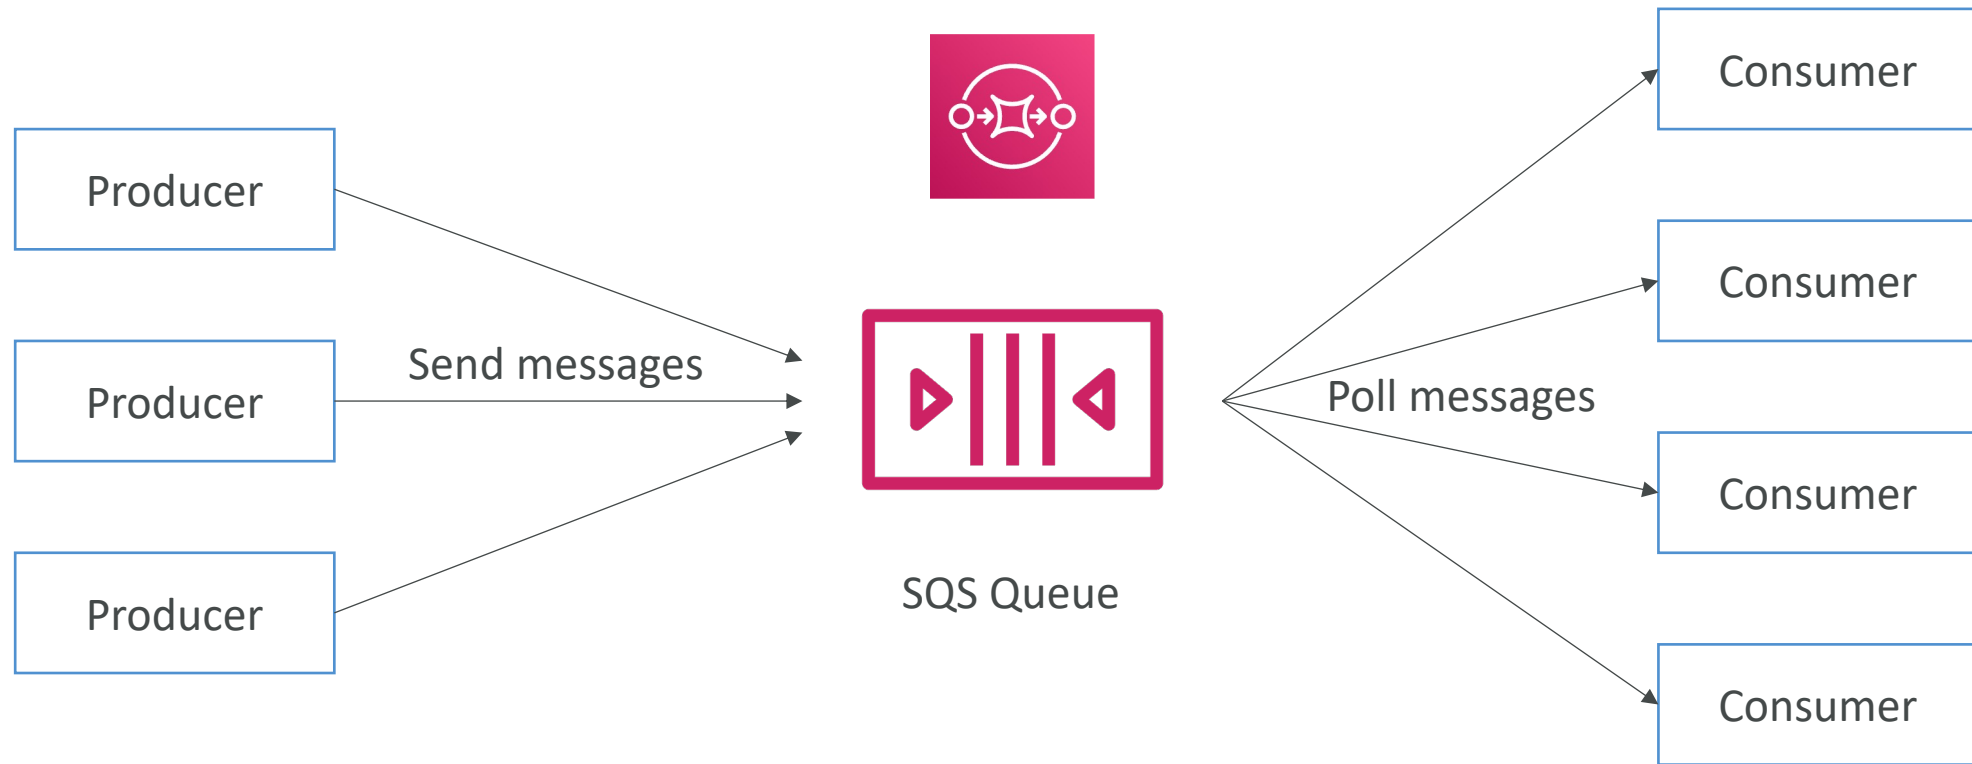 Producer
Producer
Producer
Send messages
SQS Queue
Poll messages
Consumer
Consumer
Consumer
Consumer